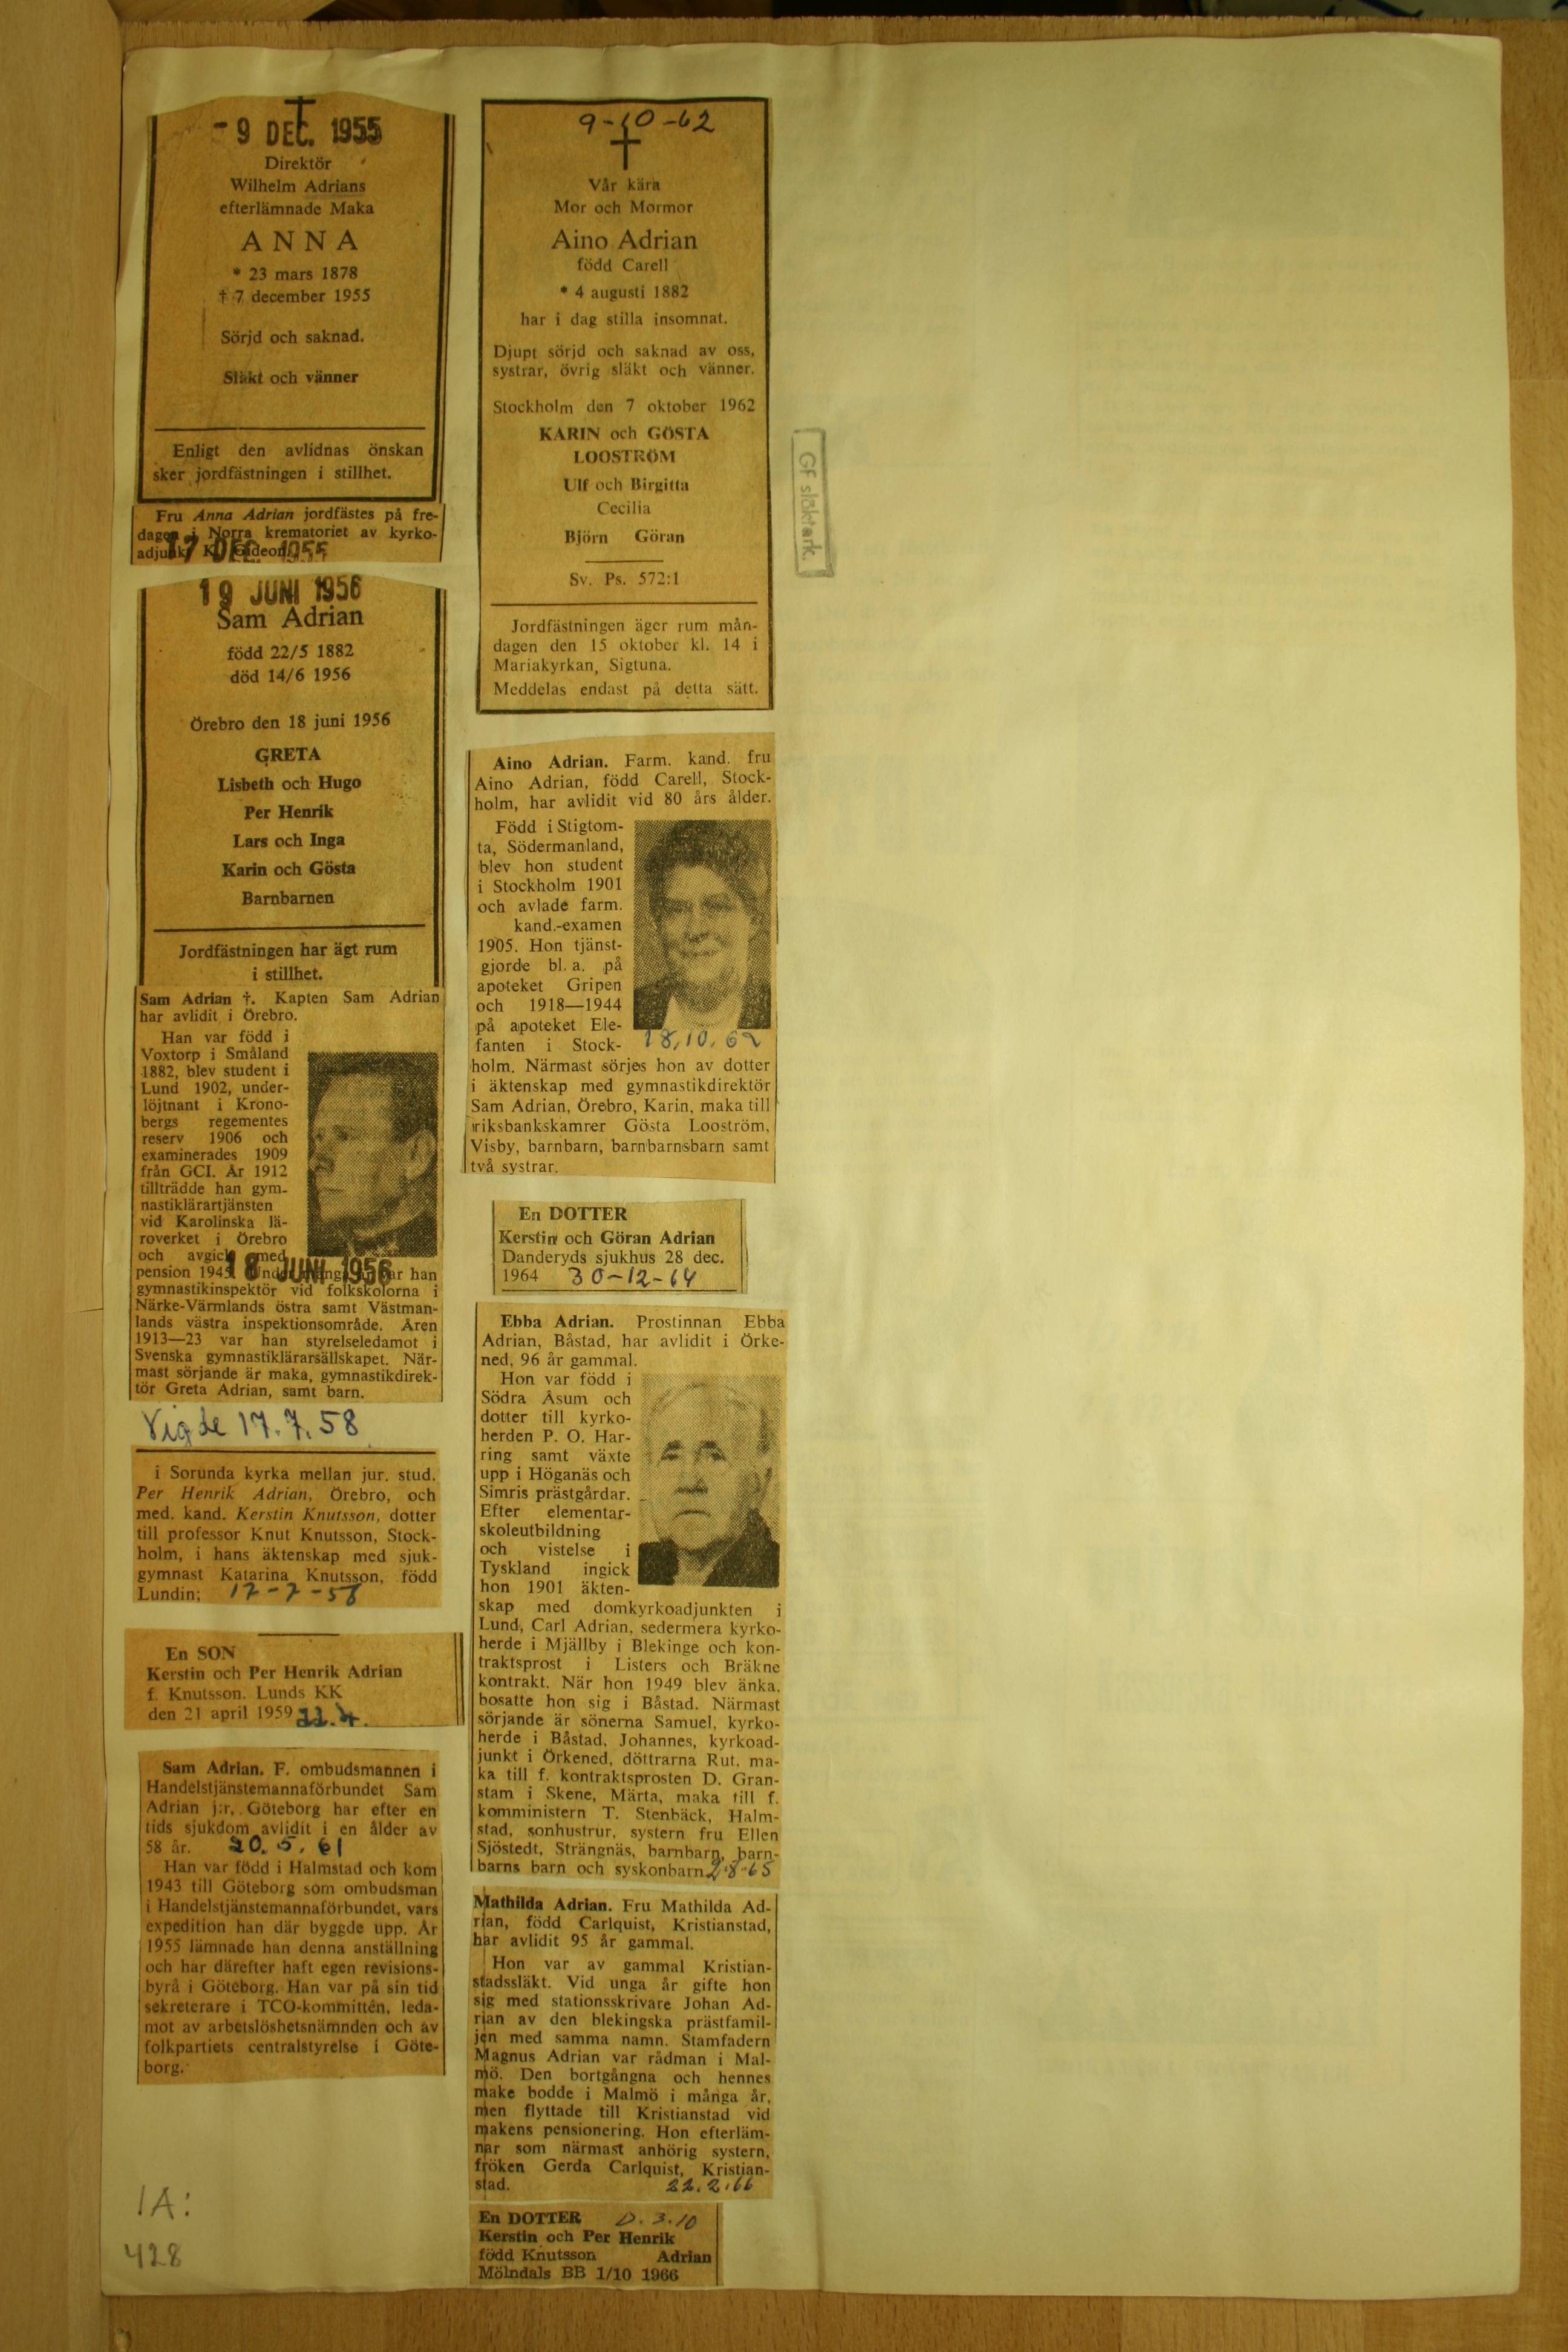 - 9 DEC. 1955
Direktör
Wilhelm Adrians
efterlämnade Maka
ANNA
* 23 mars 1878
† 7 december 1955
Sörjd och saknad.
Släkt och vänner
Enligt den avlidnas önskan
sker jordfästningen i stillhet.
Fru Anna Adrian jordfästes på fre-
dagen i Norra krematoriet av kyrko-
17 DEC. 1955
19 JUNI 1956
Sam Adrian
född 22/5 1882
död 14/6 1956
Örebro den 18 juni 1956
GRETA
Lisbeth och Hugo
Per Henrik
Lars och Inga
Karin och Gösta
Barnbarnen
Jordfästningen har ägt rum
i stillhet.
Sam Adrian †. Kapten Sam Adrian
har avlidit i Örebro.
Han var född i
Voxtorp i Småland
1882, blev student i
Lund 1902, under-
löjtnant i Krono-
bergs regementes
reserv 1906 och
examinerades 1909
från GCI. År 1912
tillträdde han gym-
nastiklärartjänsten
vid Karolinska lä-
roverket i Örebro
och avgick med
pension
18 JUNI 1956
var han
gymnastikinspektör vid folkskolorna i
Närke-Värmlands östra samt Västman-
lands västra inspektionsområde. Åren
1913—23 var han styrelseledamot i
Svenska gymnastiklärarsällskapet. När-
mast sörjande är maka, gymnastikdirek-
tör Greta Adrian, samt barn.
Vigde 17.7.58
i Sorunda kyrka mellan jur. stud.
Per Henrik Adrian, Örebro, och
med. kand. Kerstin Knutsson, dotter
till professor Knut Knutsson, Stock-
holm, i hans äktenskap med sjuk-
gymnast Katarina Knutsson, född
Lundin; 17-7-58
En SON
Kerstin och Per Henrik Adrian
f. Knutsson. Lunds KK
den 21 april 1959 22.4.
Sam Adrian. F. ombudsmannen i
Handelstjänstemannaförbundet Sam
Adrian j:r, Göteborg har efter en
tids sjukdom avlidit i en ålder av
58 år. 20.5.61
Han var född i Halmstad och kom
1943 till Göteborg som ombudsman
i Handelstjänstemannaförbundet, vars
expedition han där byggde upp. År
1955 lämnade han denna anställning
och har därefter haft egen revisions-
byrå i Göteborg. Han var på sin tid
sekreterare i TCO-kommittén, leda-
mot av arbetslöshetsnämnden och av
folkpartiets centralstyrelse i Göte-
borg.
1A:
428
9-10-62
Vår kära
Mor och Mormor
Aino Adrian
född Carell
* 4 augusti 1882
har i dag stilla insomnat.
Djupt sörjd och saknad av oss,
systrar, övrig släkt och vänner.
Stockholm den 7 oktober 1962
KARIN och GÖSTA
LOOSTRÖM
Ulf och Birgitta
Cecilia
Björn Göran
Sv. Ps. 572:1
Jordfästningen äger rum mån-
dagen den 15 oktober kl. 14 i
Mariakyrkan, Sigtuna.
Meddelas endast på detta sätt.
Aino Adrian. Farm. kand. fru
Aino Adrian, född Carell, Stock-
holm, har avlidit vid 80 års ålder.
Född i Stigtom-
ta, Södermanland,
blev hon student
i Stockholm 1901
och avlade farm.
kand.-examen
1905. Hon tjänst-
gjorde bl. a. på
apoteket Gripen
och 1918—1944
på apoteket Ele-
fanten i Stock-
18,10,62
holm. Närmast sörjes hon av dotter
i äktenskap med gymnastikdirektör
Sam Adrian, Örebro, Karin, maka till
riksbankskamrer Gösta Looström,
Visby, barnbarn, barnbarnsbarn samt
två systrar.
En DOTTER
Kerstin och Göran Adrian
Danderyds sjukhus 28 dec.
1964 30-12-64
Ebba Adrian. Prostinnan Ebba
Adrian, Båstad, har avlidit i Örke-
ned, 96 år gammal.
Hon var född i
Södra Åsum och
dotter till kyrko-
herden P. O. Har-
ring samt växte
upp i Höganäs och
Simris prästgårdar.
Efter elementar-
skoleutbildning
och vistelse i
Tyskland ingick
hon 1901 äkten-
skap med domkyrkoadjunkten i
Lund, Carl Adrian, sedermera kyrko-
herde i Mjällby i Blekinge och kon-
traktsprost i Listers och Bräkne
kontrakt. När hon 1949 blev änka,
bosatte hon sig i Båstad. Närmast
sörjande är sönerna Samuel, kyrko-
herde i Båstad, Johannes, kyrkoad-
junkt i Örkened, döttrarna Rut, ma-
ka till f. kontraktsprosten D. Gran-
stam i Skene, Märta, maka till f.
komministern T. Stenbäck, Halm-
stad, sonhustrur, systern fru Ellen
Sjöstedt, Strängnäs, barnbarn, barn-
barns barn och syskonbarn. 2-8-65
Mathilda Adrian. Fru Mathilda Ad-
rian, född Carlquist, Kristianstad,
har avlidit 95 år gammal.
Hon var av gammal Kristian-
stadssläkt. Vid unga år gifte hon
sig med stationsskrivare Johan Ad-
rian av den blekingska prästfamil-
jen med samma namn. Stamfadern
Magnus Adrian var rådman i Mal-
mö. Den bortgångna och hennes
make bodde i Malmö i många år,
men flyttade till Kristianstad vid
makens pensionering. Hon efterläm-
nar som närmast anhörig systern,
fröken Gerda Carlquist, Kristian-
stad. 22.2.66
En DOTTER D. 3.10
Kerstin och Per Henrik
född Knutsson Adrian
Mölndals BB 1/10 1966
GF släktark.